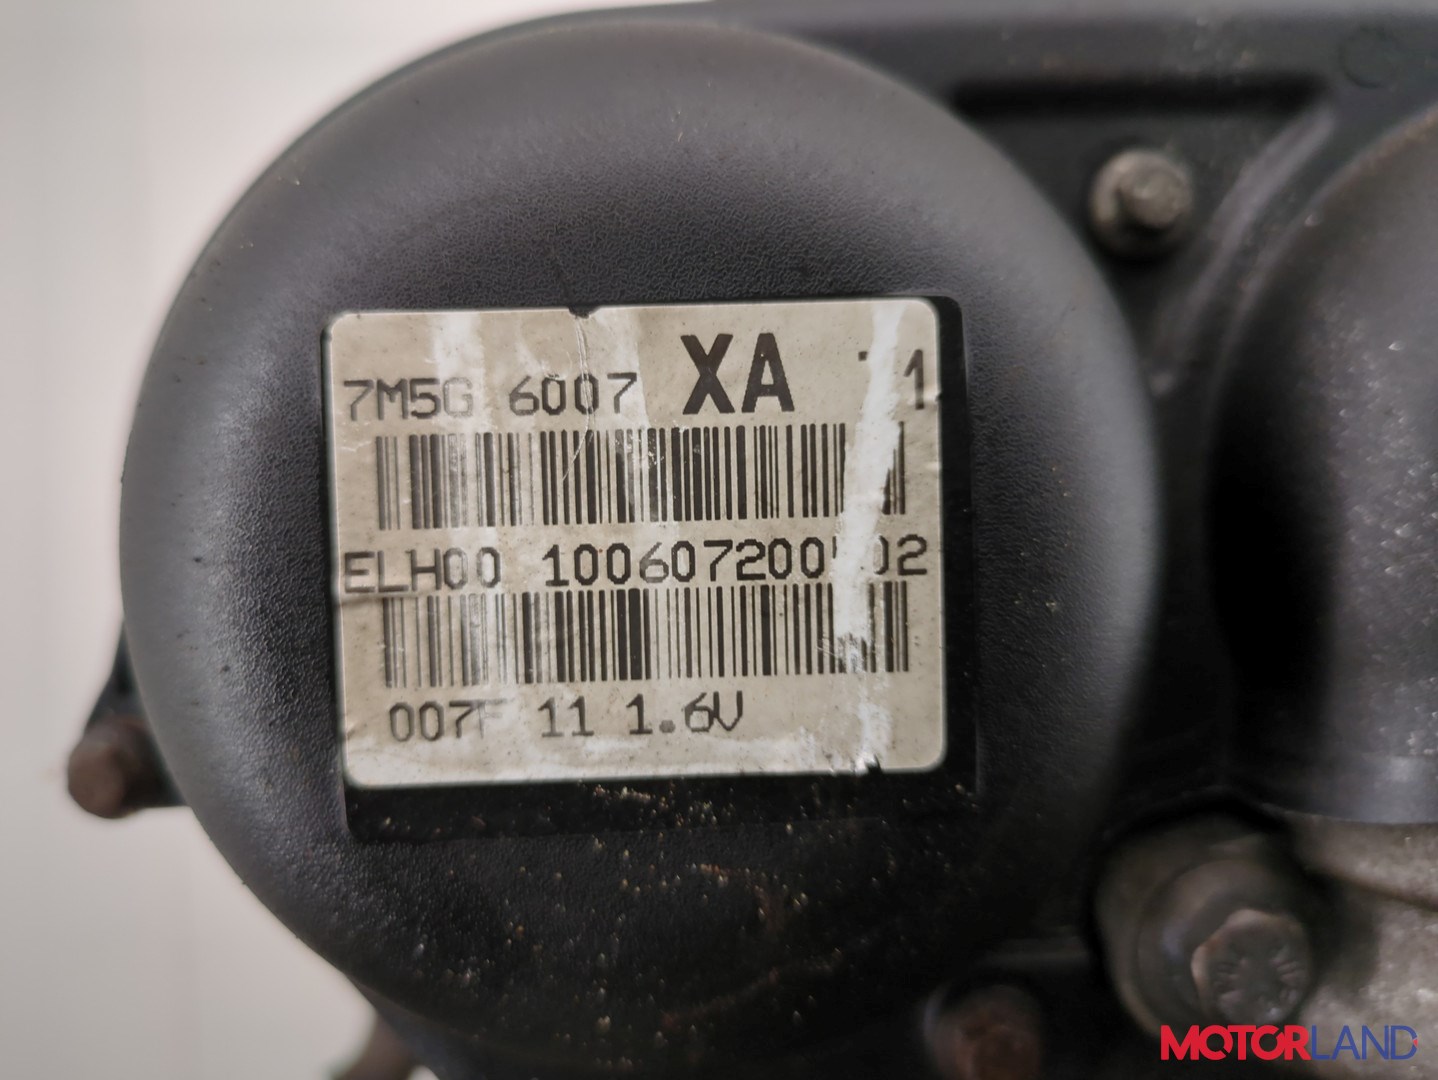 7M5G 6007 XA
007F 11 1.6V
ELH00
MOTORLAND